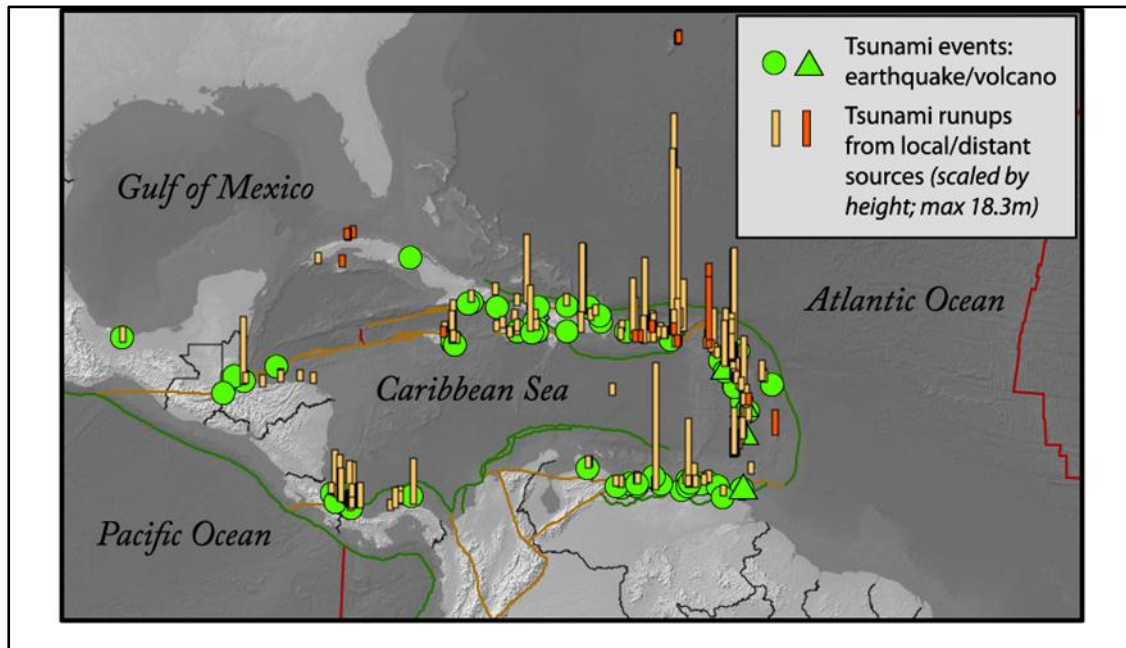 Tsunami events:
earthquake/volcano
Tsunami runups
from local/distant
sources (scaled by
height; max 18.3m)
Gulf of Mexico
Atlantic Ocean
Caribbean Sea
Pacific Ocean